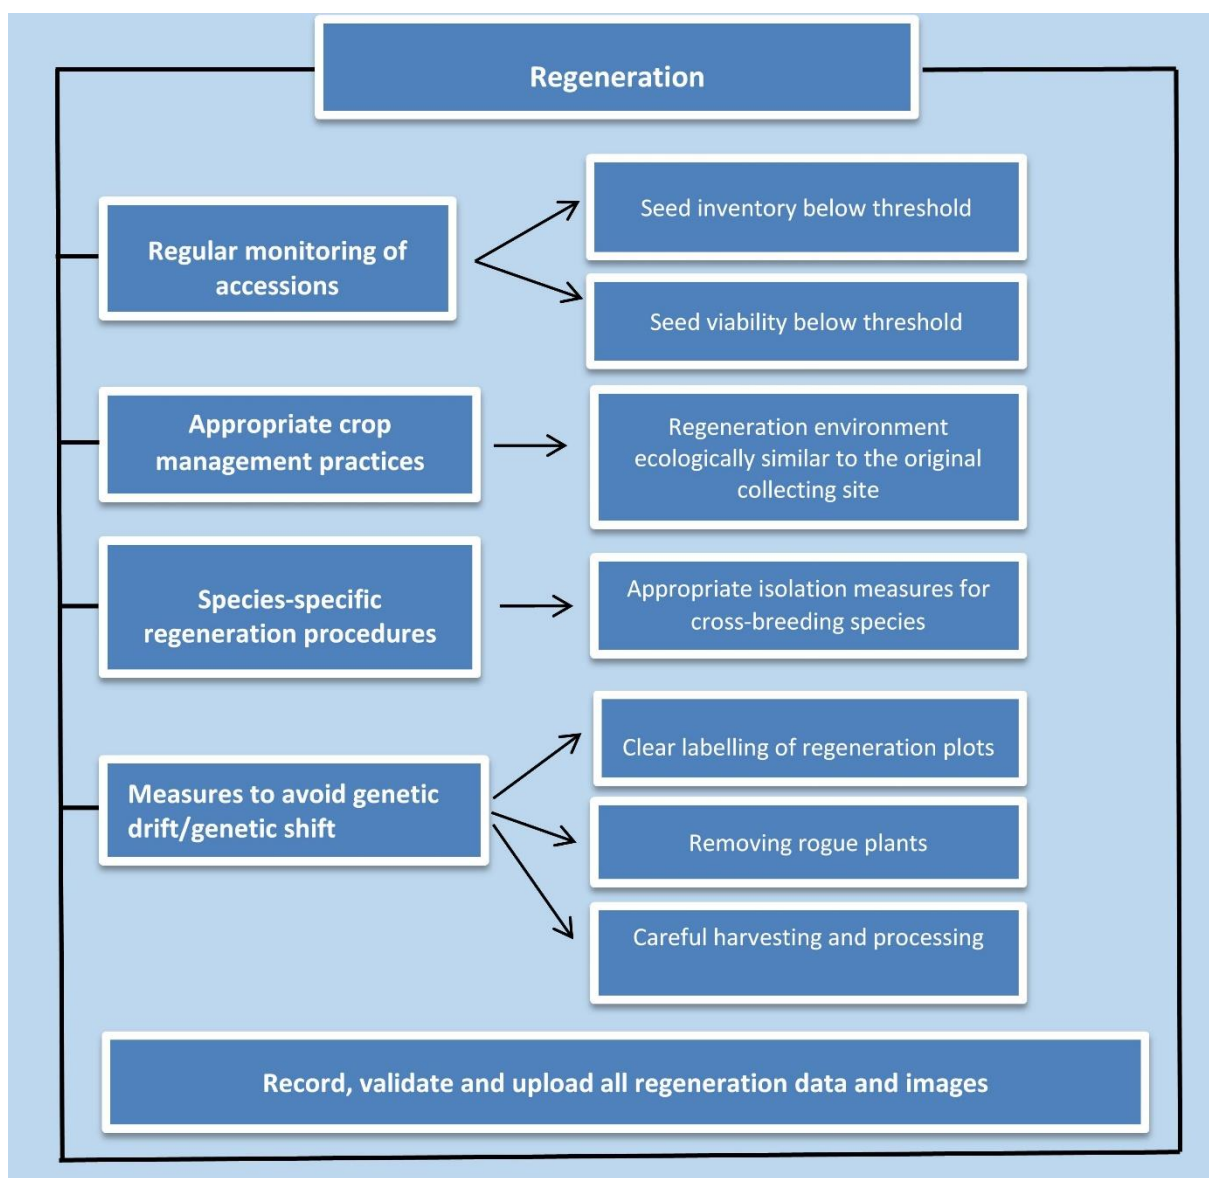 Regeneration
Regular monitoring of
accessions
Seed inventory below threshold
Seed viability below threshold
Appropriate crop
management practices
Regeneration environment
ecologically similar to the original
collecting site
Species-specific
regeneration procedures
Appropriate isolation measures for
cross-breeding species
Measures to avoid genetic
drift/genetic shift
Clear labelling of regeneration plots
Removing rogue plants
Careful harvesting and processing
Record, validate and upload all regeneration data and images